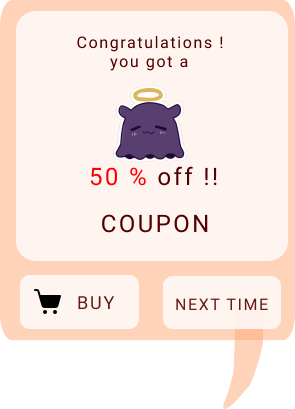 Congratulations !
you got a
50 % off !!
COUPON
BUY
NEXT TIME